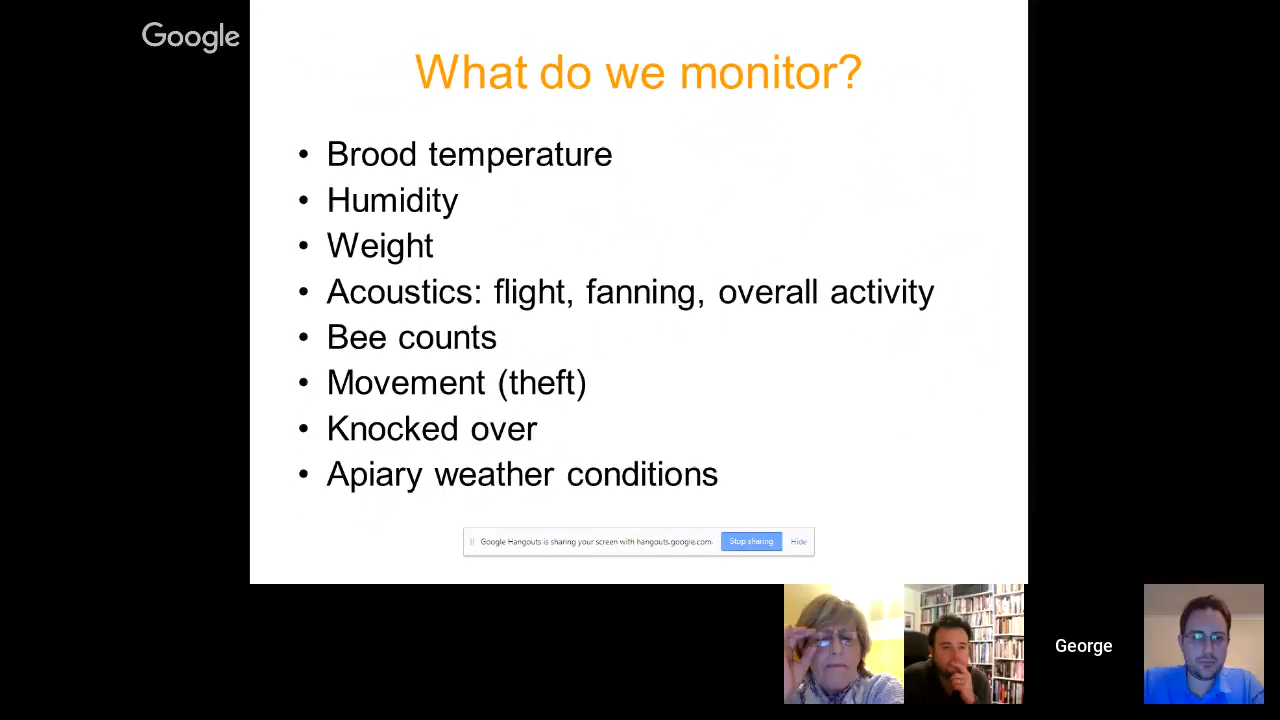 Google
What do we monitor?
• Brood temperature
• Humidity
• Weight
• Acoustics: flight, fanning, overall activity
• Bee counts
• Movement (theft)
• Knocked over
• Apiary weather conditions
Google Hangouts is sharing your screen with hangouts.google.com. Stop sharing Hide
George